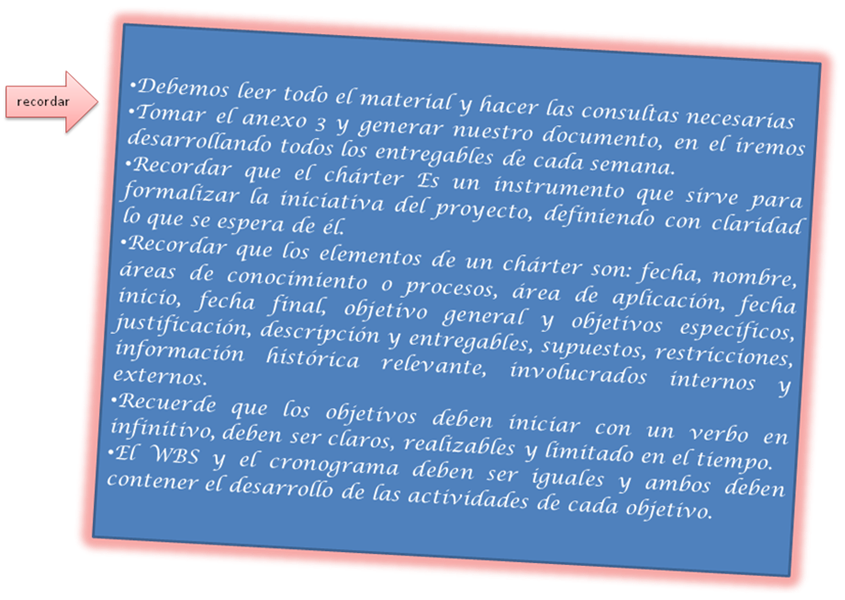 recordar
•Debemos leer todo el material y hacer las consultas necesarias
•Tomar el anexo 3 y generar nuestro documento, en el iremos
desarrollando todos los entregables de cada semana.
•Recordar que el chárter Es un instrumento que sirve para
formalizar la iniciativa del proyecto, definiendo con claridad
lo que se espera de él.
•Recordar que los elementos de un chárter son: fecha, nombre,
áreas de conocimiento o procesos, área de aplicación, fecha
inicio, fecha final, objetivo general y objetivos específicos,
justificación, descripción y entregables, supuestos, restricciones,
información histórica relevante, involucrados internos y
externos.
•Recuerde que los objetivos deben iniciar con un verbo en
infinitivo, deben ser claros, realizables y limitado en el tiempo.
•El WBS y el cronograma deben ser iguales y ambos deben
contener el desarrollo de las actividades de cada objetivo.